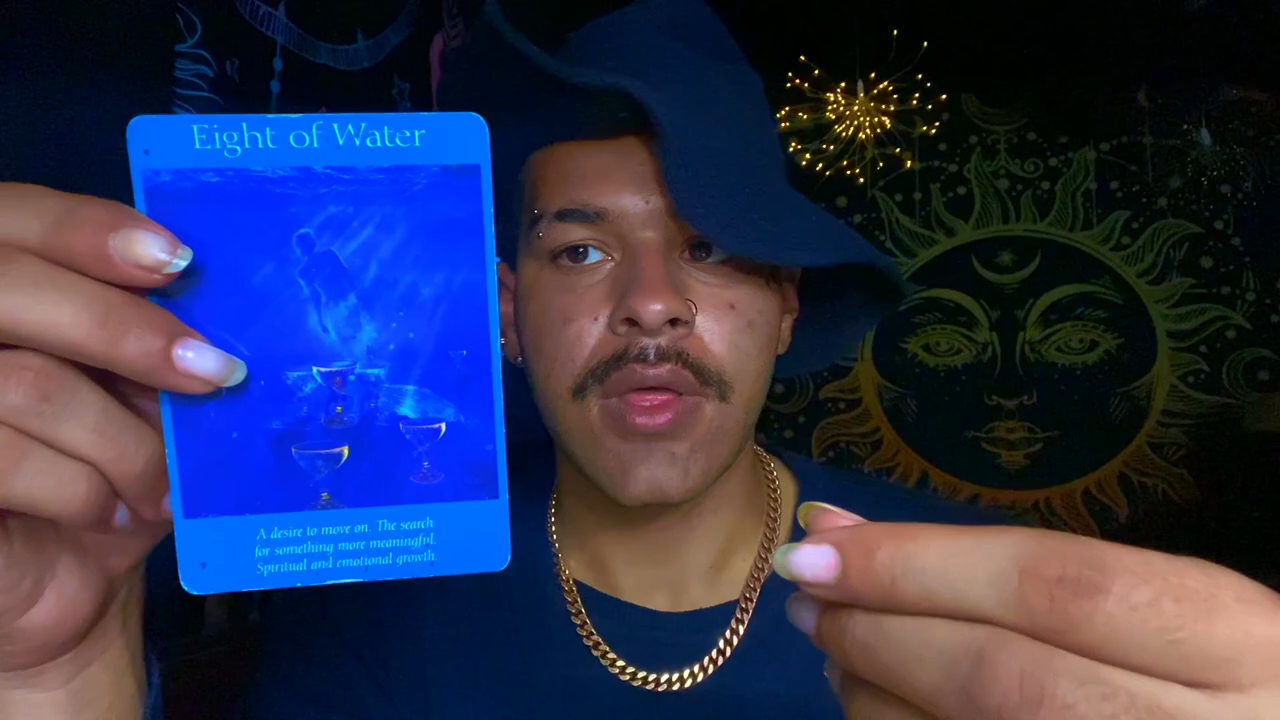 Eight of Water
A desire to move on. The search
for something more meaningful.
Spiritual and emotional growth.